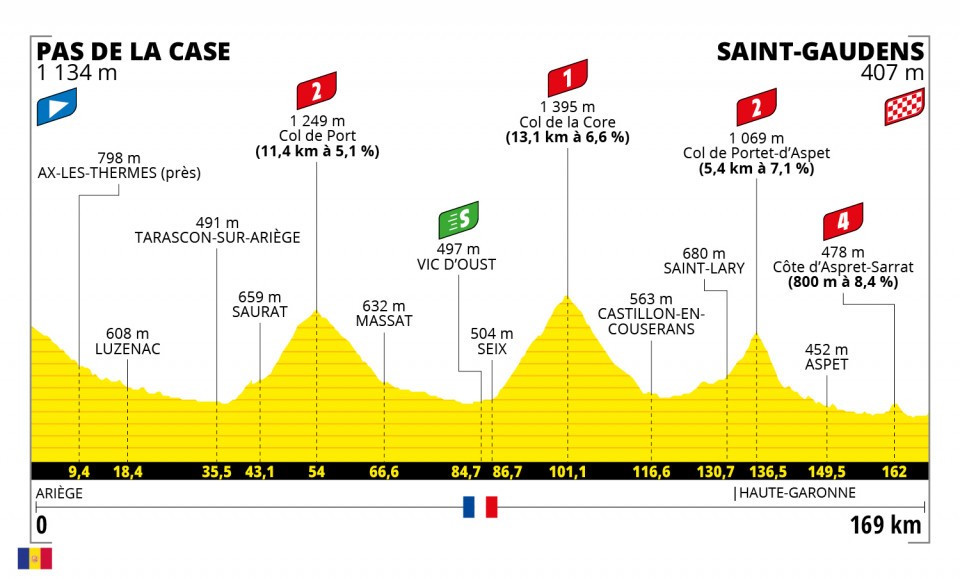 PAS DE LA CASE
1 134 m
SAINT-GAUDENS
407 m
2
1 249 m
Col de Port
(11,4 km à 5,1 %)
1
1 395 m
Col de la Core
(13,1 km à 6,6 %)
2
1 069 m
Col de Portet-d’Aspet
(5,4 km à 7,1 %)
798 m
AX-LES-THERMES (près)
491 m
TARASCON-SUR-ARIÈGE
S
497 m
VIC D’OUST
4
478 m
Côte d’Aspret-Sarrat
(800 m à 8,4 %)
680 m
SAINT-LARY
659 m
SAURAT
632 m
MASSAT
563 m
CASTILLON-EN-
COUSERANS
608 m
LUZENAC
504 m
SEIX
452 m
ASPET
9,4 18,4 35,5 43,1 54 66,6 84,7 86,7 101,1 116,6 130,7 136,5 149,5 162
ARIÈGE
HAUTE-GARONNE
0
169 km